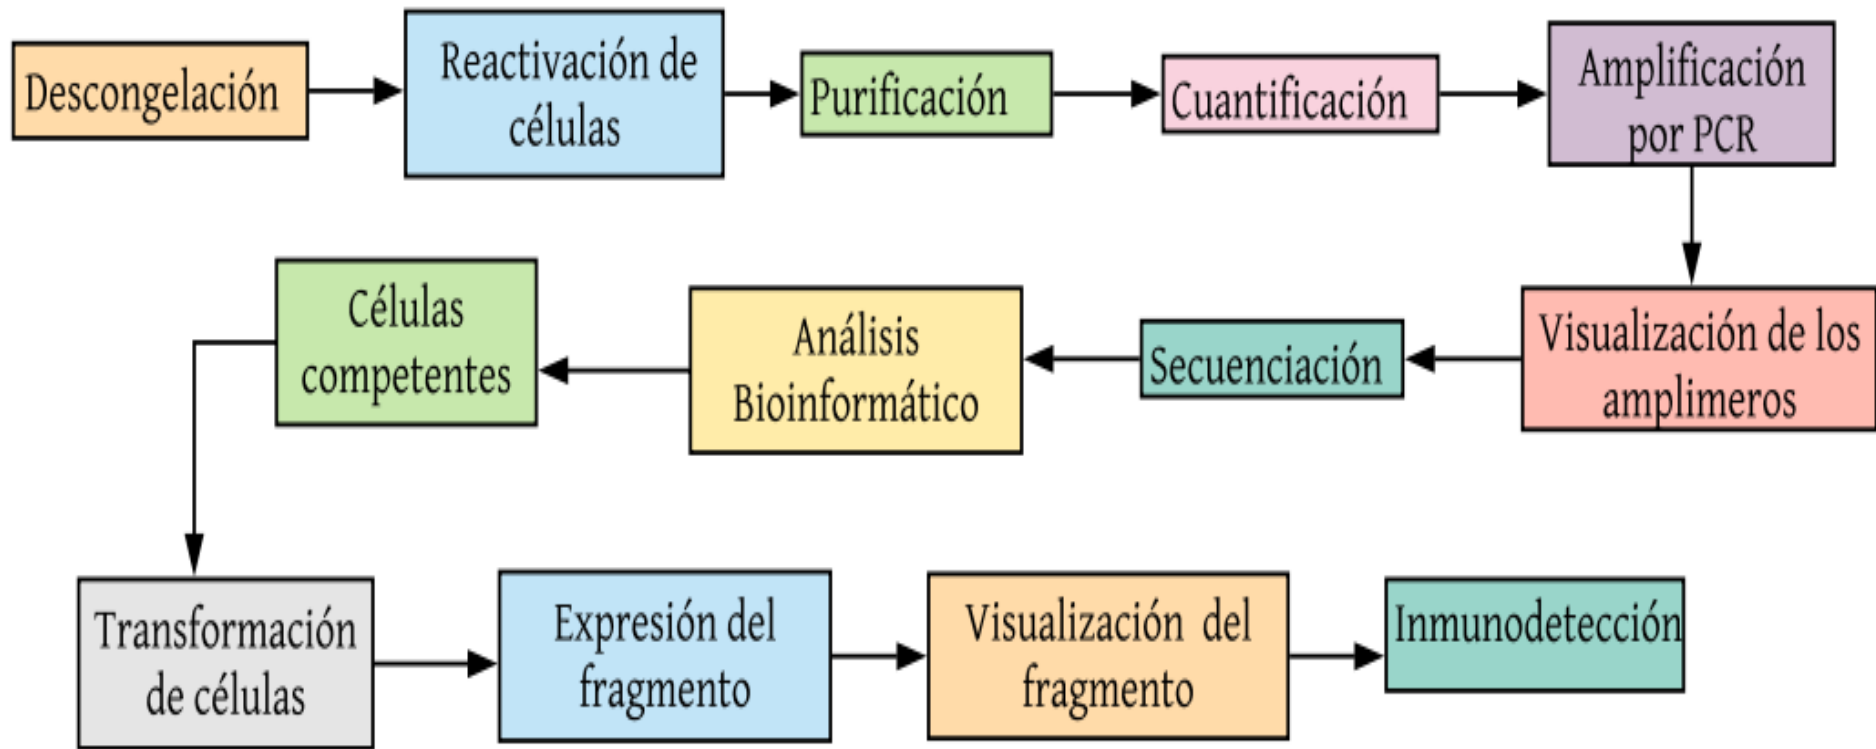 Descongelación
Reactivación de
células
Purificación
Cuantificación
Amplificación
por PCR
Visualización de los
amplimeros
Secuenciación
Análisis
Bioinformático
Células
competentes
Transformación
de células
Expresión del
fragmento
Visualización del
fragmento
Inmunodetección